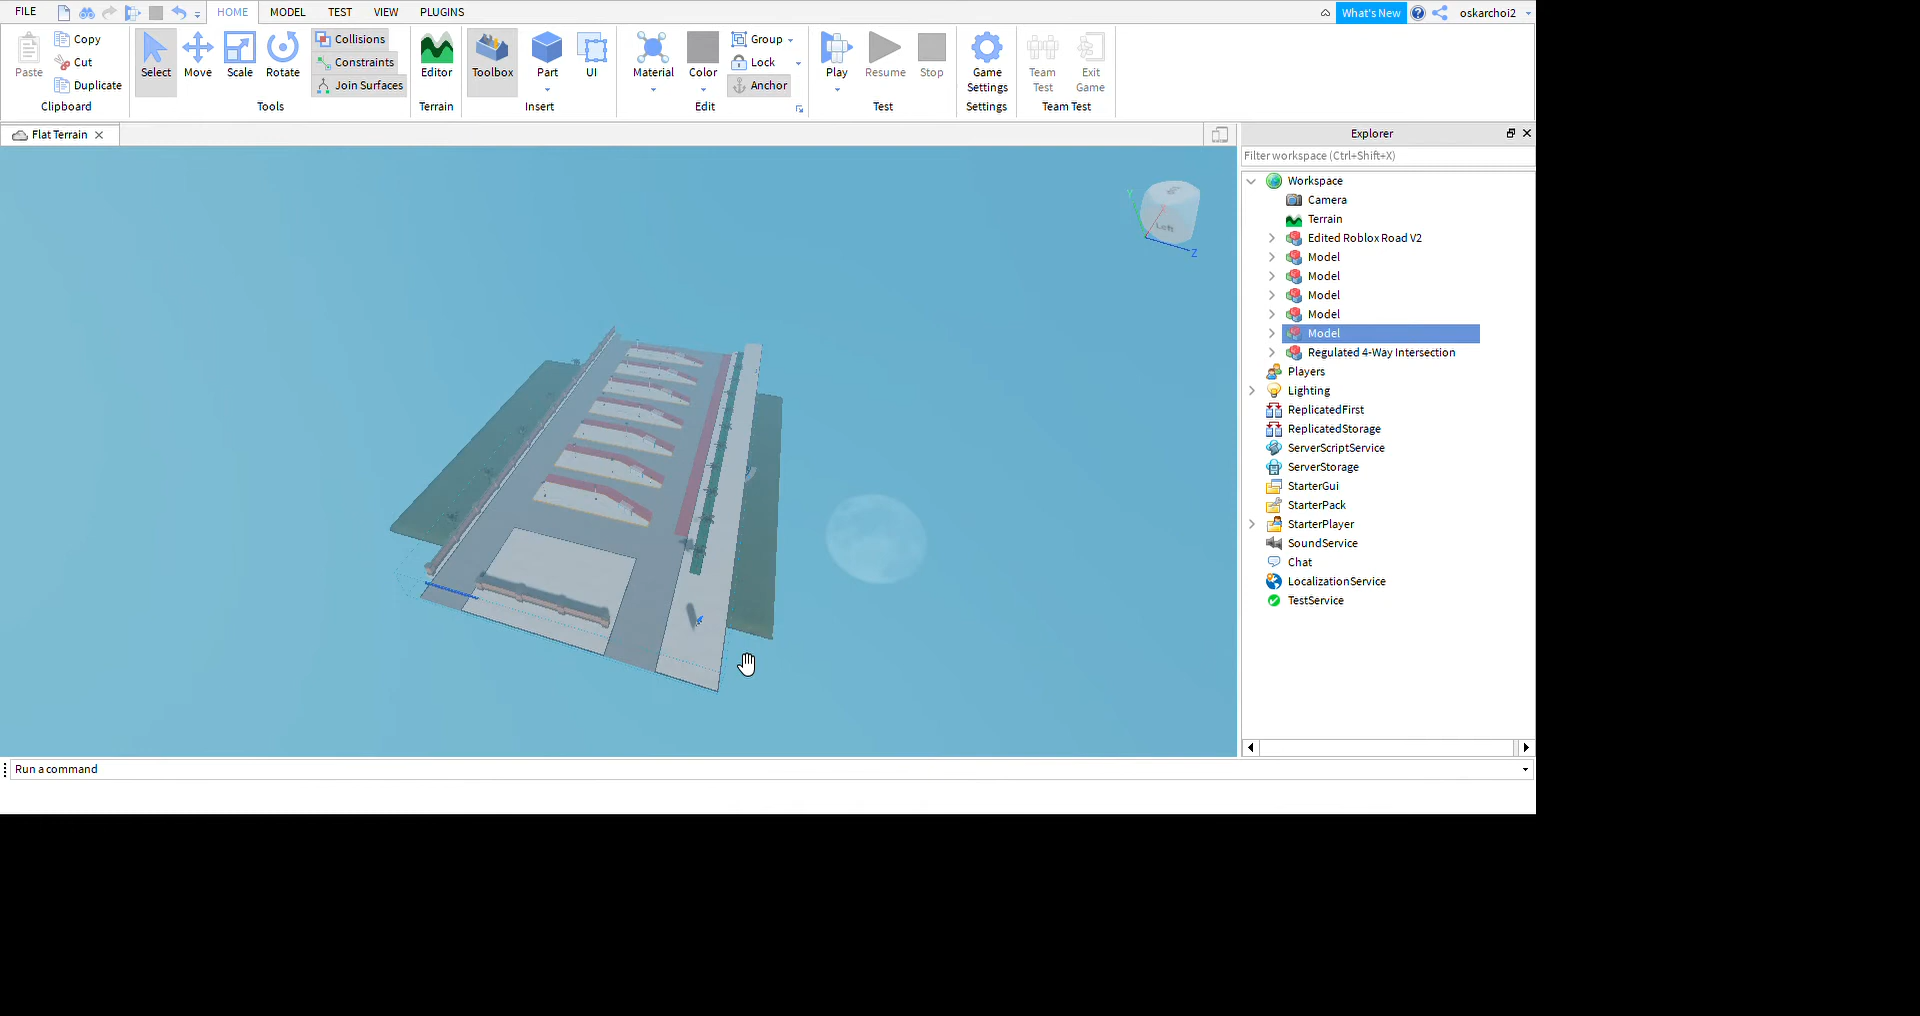 FILE HOME MODEL TEST VIEW PLUGINS What's New oskarchoi2
Paste Copy Cut Duplicate
Clipboard
Select Move Scale Rotate Collisions Constraints Join Surfaces
Tools
Editor
Terrain
Toolbox Part UI
Insert
Material Color Group Lock Anchor
Edit
Play Resume Stop
Test
Game Settings
Settings
Team Test Exit Game
Team Test
Flat Terrain
Explorer
Filter workspace (Ctrl+Shift+X)
Y
Left
Z
Workspace
Camera
Terrain
Edited Roblox Road V2
Model
Model
Model
Model
Model
Regulated 4-Way Intersection
Players
Lighting
ReplicatedFirst
ReplicatedStorage
ServerScriptService
ServerStorage
StarterGui
StarterPack
StarterPlayer
SoundService
Chat
LocalizationService
TestService
Run a command